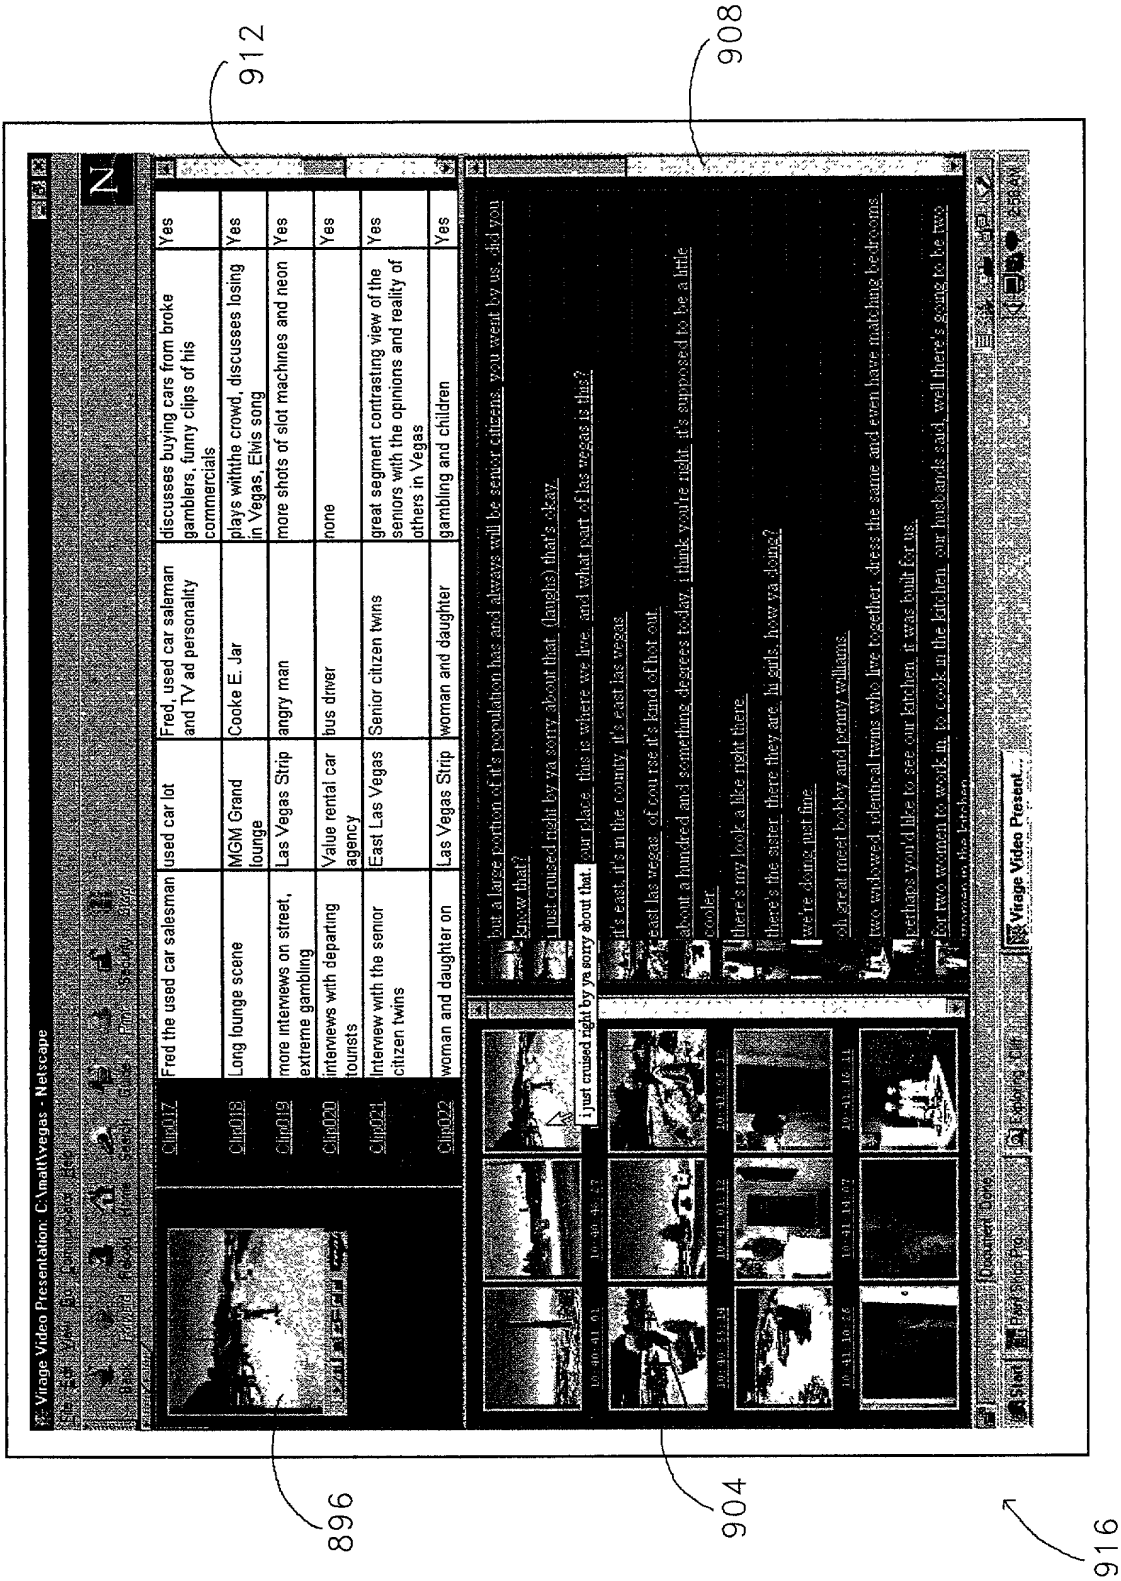 Virage Video Presentation: C:\matt\vegas - Netscape
N
Clip017 Fred the used car salesman used car lot Fred, used car saleman discusses buying cars from broke Yes
and TV ad personality gamblers, funny clips of his
commercials
Clip018 Long lounge scene MGM Grand Cooke E. Jar plays withthe crowd, discusses losing Yes
lounge in Vegas, Elvis song
Clip019 more interviews on street, Las Vegas Strip angry man more shots of slot machines and neon Yes
extreme gambling
Clip020 interviews with departing Value rental car bus driver none Yes
tourists agency
Clip021 Interview with the senior East Las Vegas Senior citizen twins great segment contrasting view of the Yes
citizen twins seniors with the opinions and reality of
others in Vegas
Clip022 woman and daughter on Las Vegas Strip woman and daughter gambling and children Yes
but a large portion of it's population has and always will be senior citizens. you went by us. did you
know that?
i just cruised right by ya sorry about that. (laughs) that's okay.
i just cruised right by ya sorry about that.
our place. this is where we live. and what part of las vegas is this?
it's east. it's in the county. it's east las vegas.
east las vegas. of course it's kind of hot out.
about a hundred and something degrees today. i think you're right. it's supposed to be a little
cooler.
there's my look a like right there.
there's the sister. there they are. hi girls. how ya doing?
we're doing just fine.
oh great. meet bobby and penny williams.
two widowed, identical twins who live together, dress the same and even have matching bedrooms.
perhaps you'd like to see our kitchen. it was built for us.
for two women to work in, to cook in the kitchen. our husbands said, well there's going to be two
women in the kitchen
Document: Done
Start
Virage Video Present...
2:58 AM
896
904
908
912
916